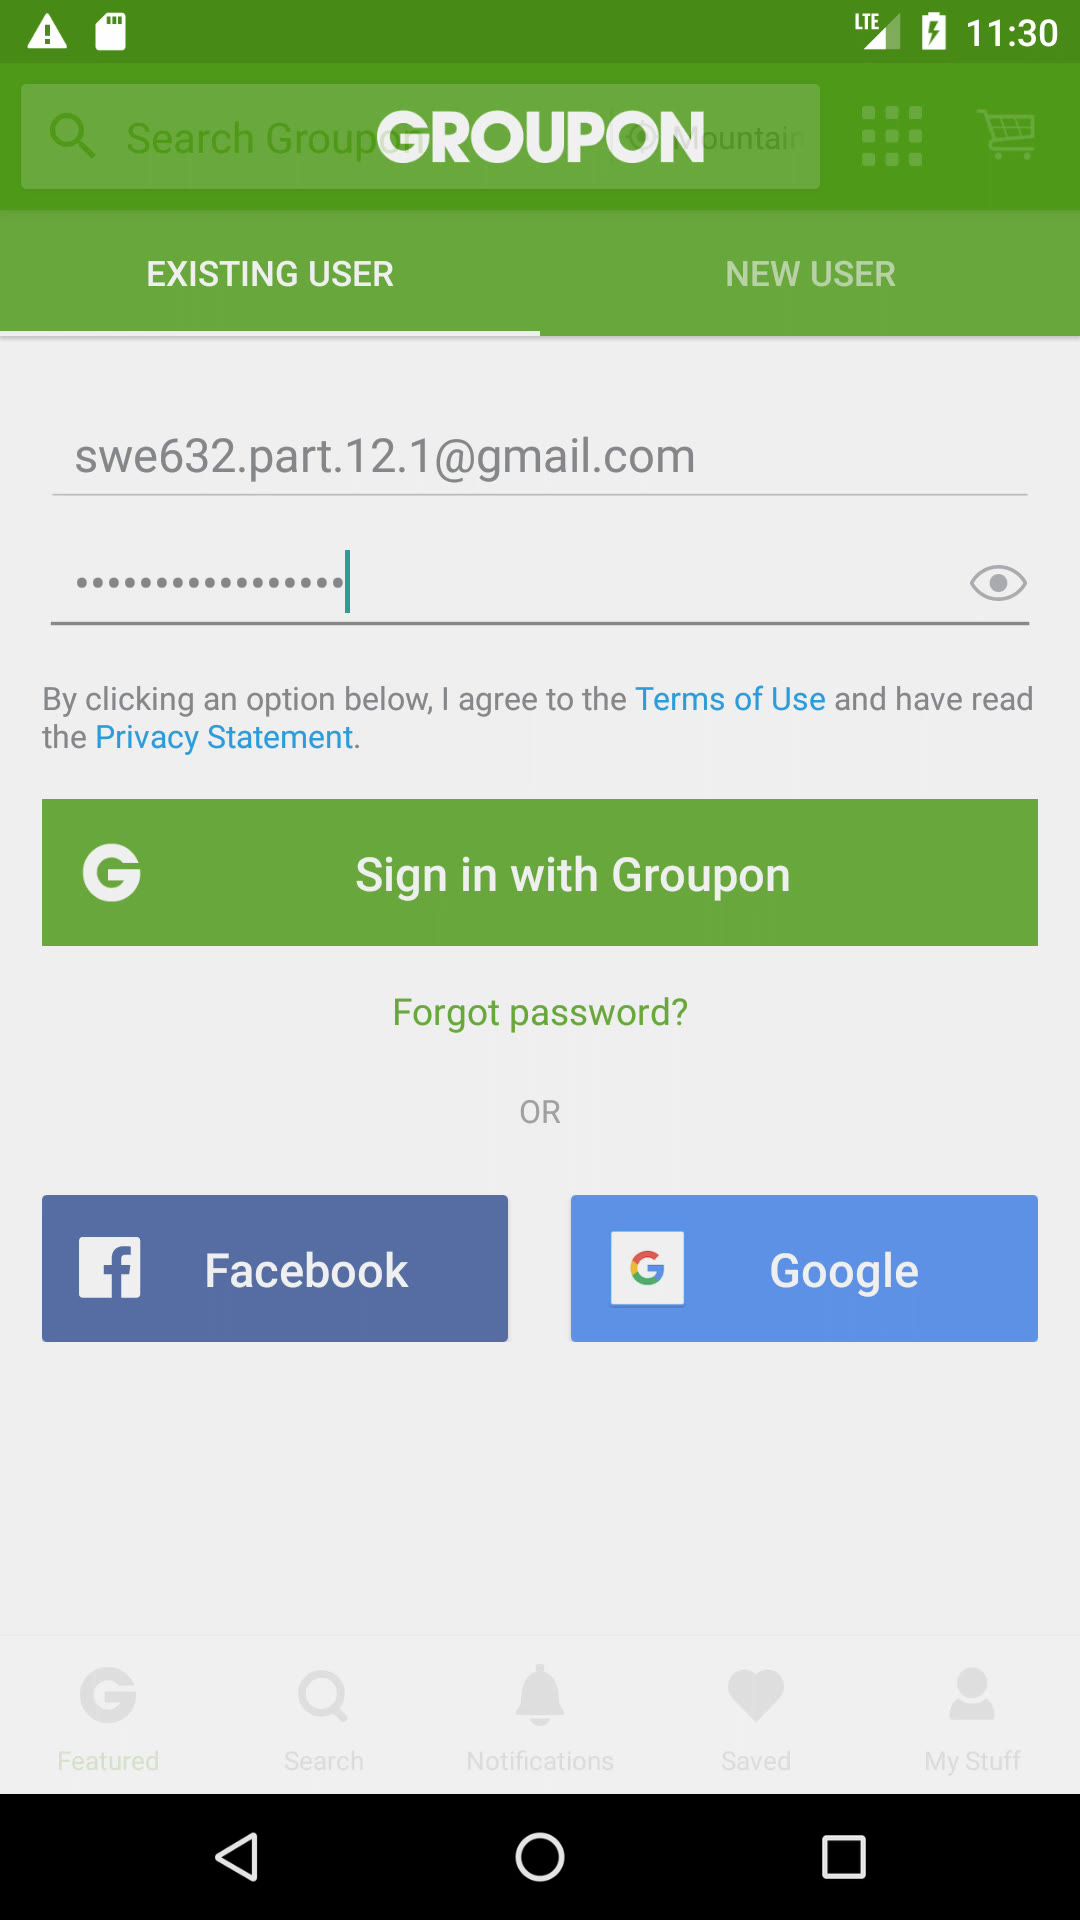 LTE 11:30
Search Groupon GROUPON Mountain
EXISTING USER NEW USER
swe632.part.12.1@gmail.com
•••••••••••••••••
By clicking an option below, I agree to the Terms of Use and have read
the Privacy Statement.
Sign in with Groupon
Forgot password?
OR
Facebook Google
Featured Search Notifications Saved My Stuff